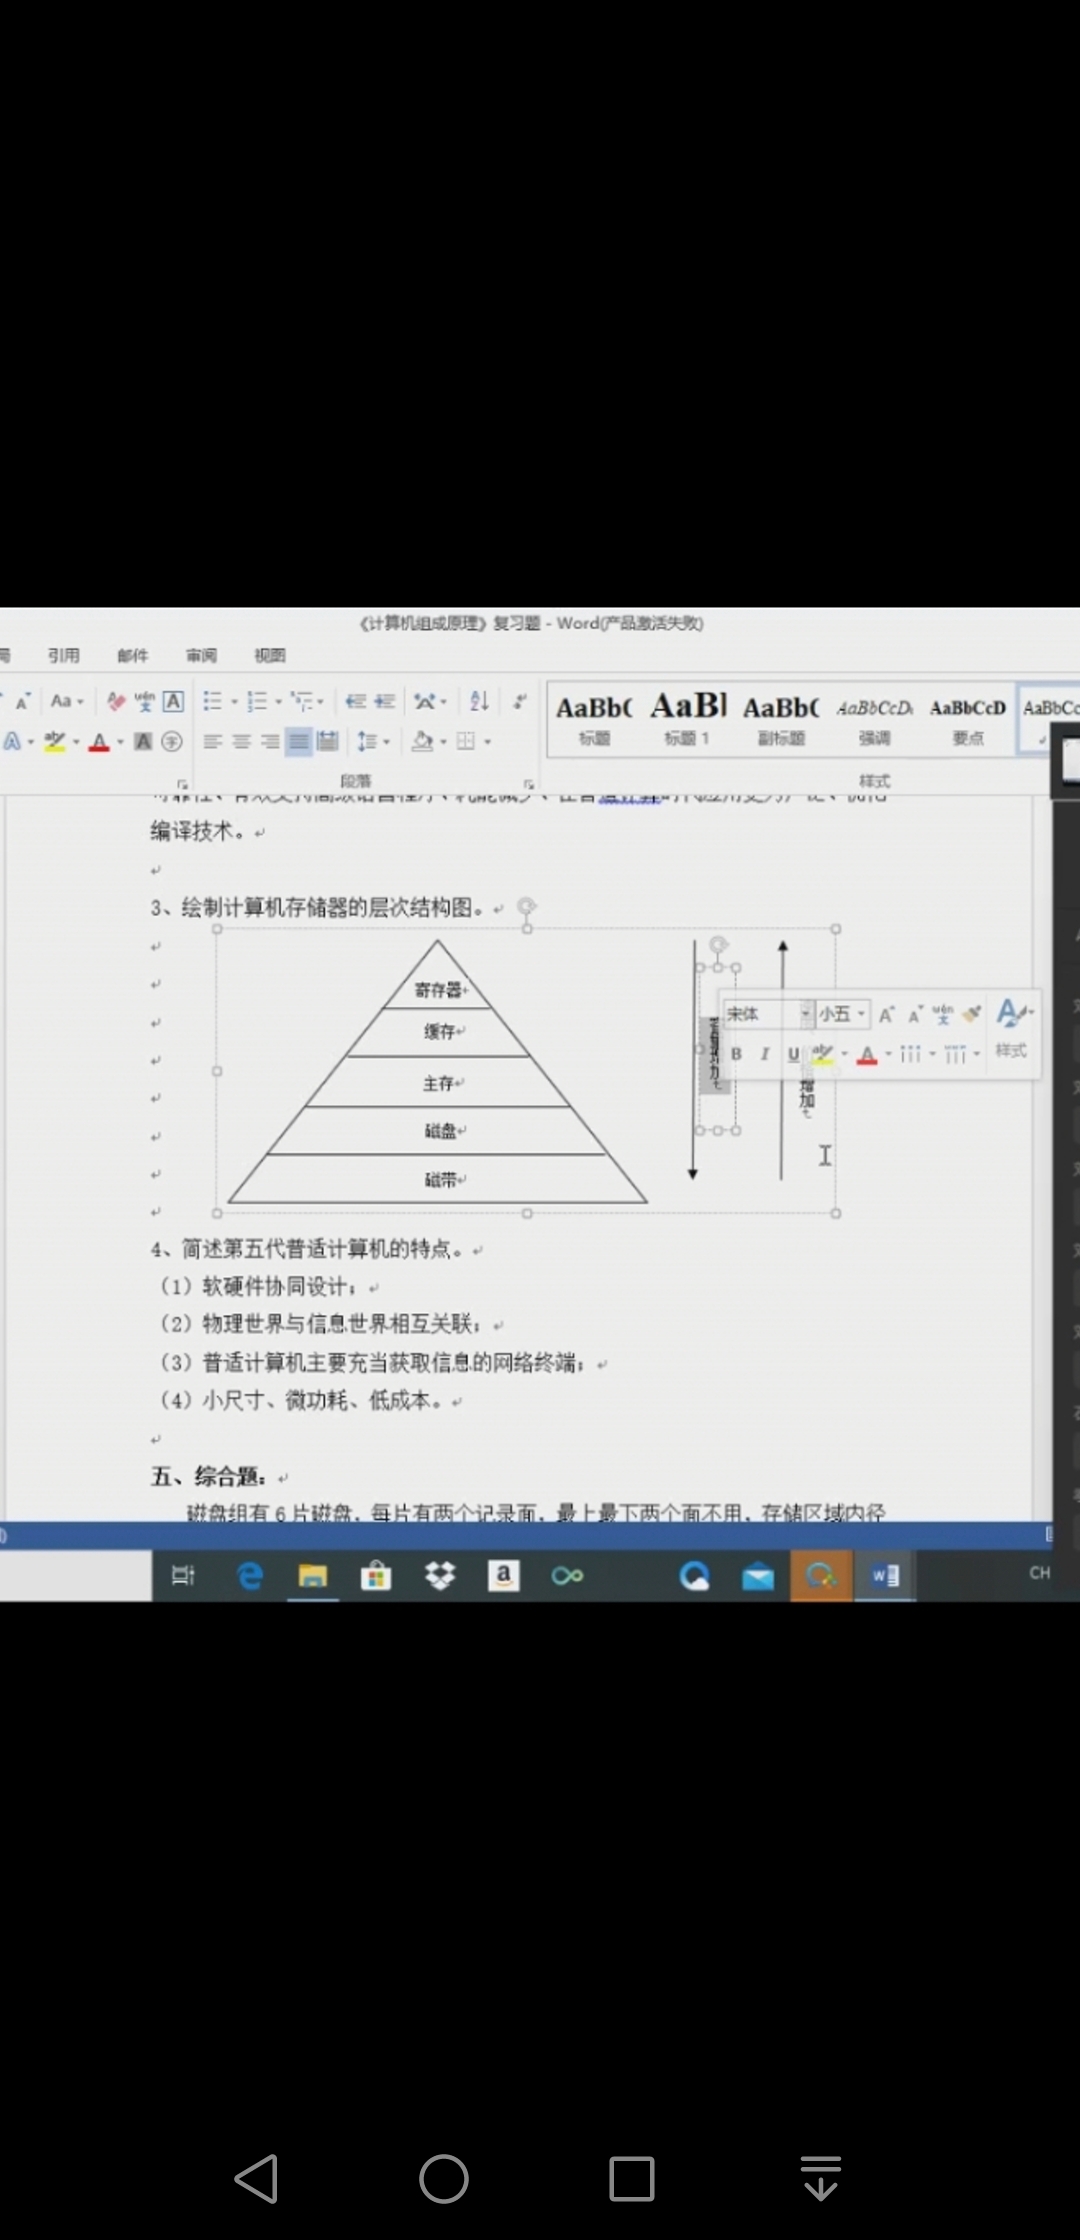 《计算机组成原理》复习题 - Word(产品激活失败)
引用 邮件 审阅 视图
Aa
AaBbC AaBl AaBbC AaBbCcD AaBbCcD AaBbCc
标题 标题 1 副标题 强调 要点
段落 样式
编译技术。
3、绘制计算机存储器的层次结构图。
寄存器
缓存
主存
磁盘
磁带
宋体 小五
B I U 样式
增加
4、简述第五代普适计算机的特点。
（1）软硬件协同设计；
（2）物理世界与信息世界相互关联；
（3）普适计算机主要充当获取信息的网络终端；
（4）小尺寸、微功耗、低成本。
五、综合题：
磁盘组有 6 片磁盘，每片有两个记录面，最上最下两个面不用，存储区域内径
CH